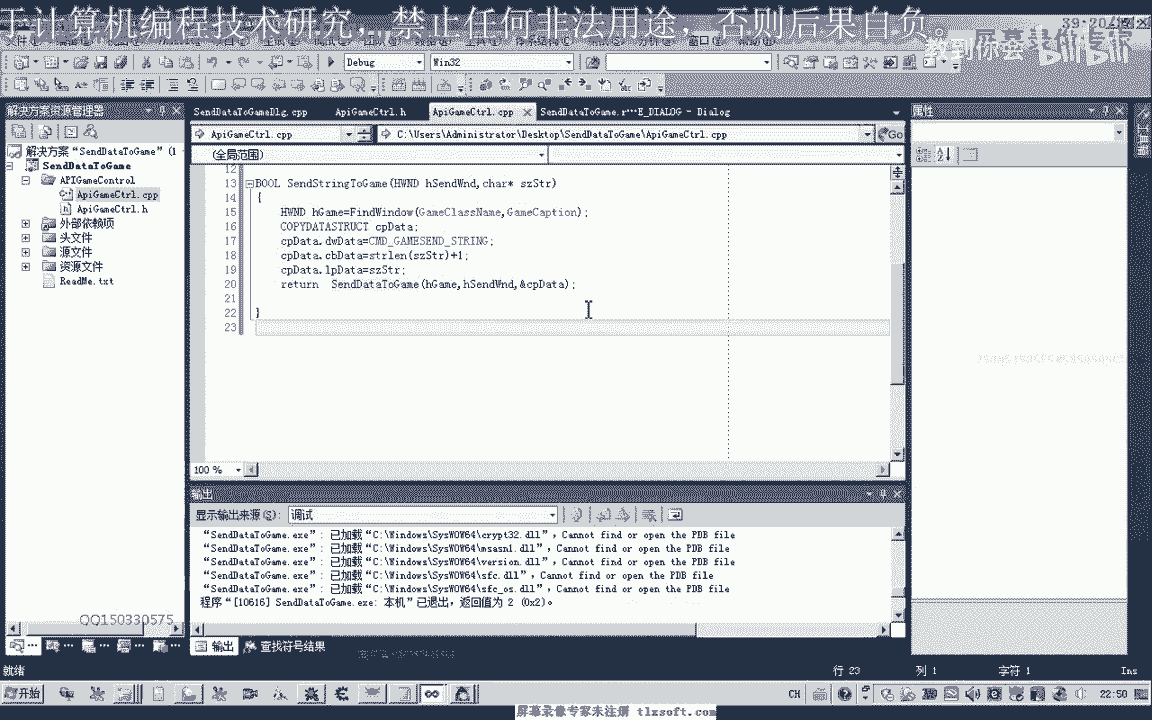 于计算机编程技术研究，禁止任何非法用途，否则后果自负。
39:20
教到你会
Debug
Win32
解决方案资源管理器
SendDataToGameDlg.cpp
ApiGameCtrl.h
ApiGameCtrl.cpp
SendDataToGame.r···E_DIALOG - Dialog
属性
ApiGameCtrl.cpp
C:\Users\Administrator\Desktop\SendDataToGame\ApiGameCtrl.cpp
Go
(全局范围)
解决方案“SendDataToGame”(1
SendDataToGame
APIGameControl
ApiGameCtrl.cpp
ApiGameCtrl.h
外部依赖项
头文件
源文件
资源文件
ReadMe.txt
12
13 BOOL SendStringToGame(HWND hSendWnd,char* szStr)
14 {
15 HWND hGame=FindWindow(GameClassName,GameCaption);
16 COPYDATASTRUCT cpData;
17 cpData.dwData=CMD_GAMESEND_STRING;
18 cpData.cbData=strlen(szStr)+1;
19 cpData.lpData=szStr;
20 return SendDataToGame(hGame,hSendWnd,&cpData);
21
22 }
23
100 %
输出
显示输出来源(S): 调试
“SendDataToGame.exe”: 已加载“C:\Windows\SysWOW64\crypt32.dll”，Cannot find or open the PDB file
“SendDataToGame.exe”: 已加载“C:\Windows\SysWOW64\msasn1.dll”，Cannot find or open the PDB file
“SendDataToGame.exe”: 已加载“C:\Windows\SysWOW64\version.dll”，Cannot find or open the PDB file
“SendDataToGame.exe”: 已加载“C:\Windows\SysWOW64\sfc.dll”，Cannot find or open the PDB file
“SendDataToGame.exe”: 已加载“C:\Windows\SysWOW64\sfc_os.dll”，Cannot find or open the PDB file
程序“[10616] SendDataToGame.exe: 本机”已退出，返回值为 2 (0x2)。
QQ150330575
输出
查找符号结果
就绪
行 23
列 1
字符 1
Ins
开始
CH
22:50
屏幕录像专家未注册 tlxsoft.com